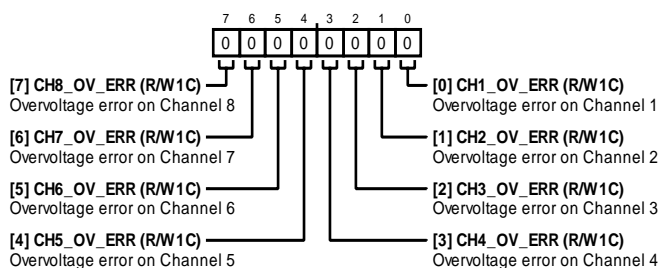 7 6 5 4 3 2 1 0
0 0 0 0 0 0 0 0
[7] CH8_OV_ERR (R/W1C)
Overvoltage error on Channel 8
[6] CH7_OV_ERR (R/W1C)
Overvoltage error on Channel 7
[5] CH6_OV_ERR (R/W1C)
Overvoltage error on Channel 6
[4] CH5_OV_ERR (R/W1C)
Overvoltage error on Channel 5
[0] CH1_OV_ERR (R/W1C)
Overvoltage error on Channel 1
[1] CH2_OV_ERR (R/W1C)
Overvoltage error on Channel 2
[2] CH3_OV_ERR (R/W1C)
Overvoltage error on Channel 3
[3] CH4_OV_ERR (R/W1C)
Overvoltage error on Channel 4